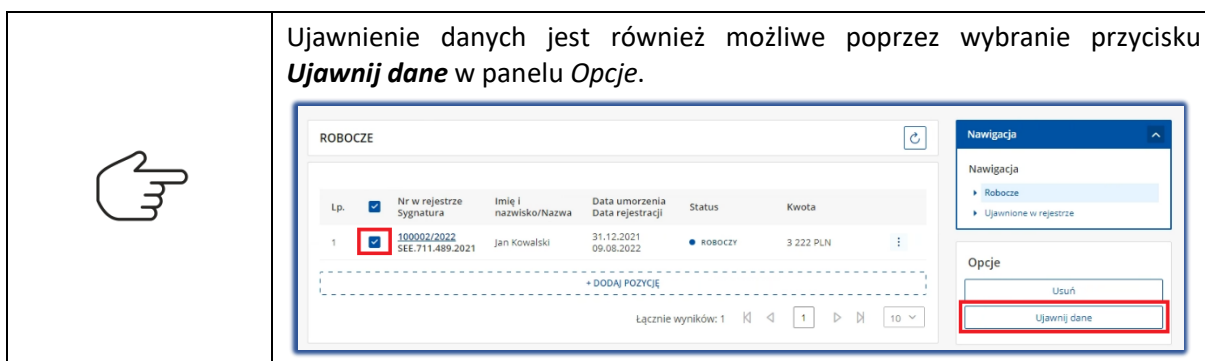 Ujawnienie danych jest również możliwe poprzez wybranie przycisku
Ujawnij dane w panelu Opcje.
ROBOCZE
Lp.
Nr w rejestrze
Sygnatura
Imię i
nazwisko/Nazwa
Data umorzenia
Data rejestracji
Status
Kwota
1
100002/2022
SEE.711.489.2021
Jan Kowalski
31.12.2021
09.08.2022
ROBOCZY
3 222 PLN
+ DODAJ POZYCJĘ
Łącznie wyników: 1
1
10
Nawigacja
Nawigacja
Robocze
Ujawnione w rejestrze
Opcje
Usuń
Ujawnij dane